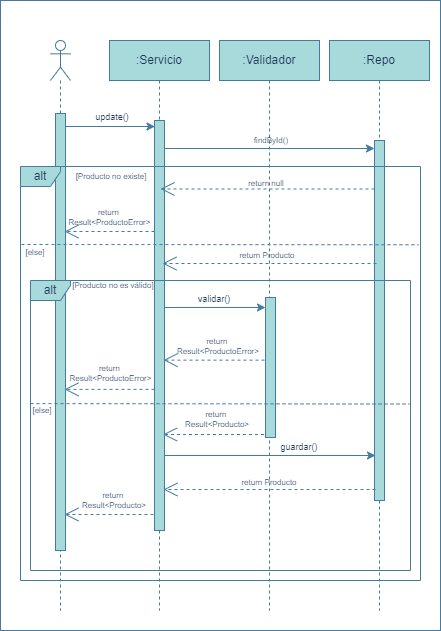 :Servicio
:Validador
:Repo
update()
findById()
alt
[Producto no existe]
return null
return
Result<ProductoError>
[else]
return Producto
alt
[Producto no es válido]
validar()
return
Result<ProductoError>
return
Result<ProductoError>
[else]
return
Result<Producto>
guardar()
return Producto
return
Result<Producto>